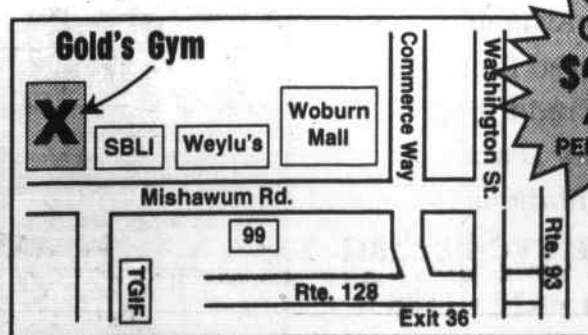 Gold's Gym
X
SBLI
Weylu's
Woburn
Mall
Commerce Way
Washington St.
Mishawum Rd.
99
TGIF
Rte. 128
Exit 36
Rte. 93